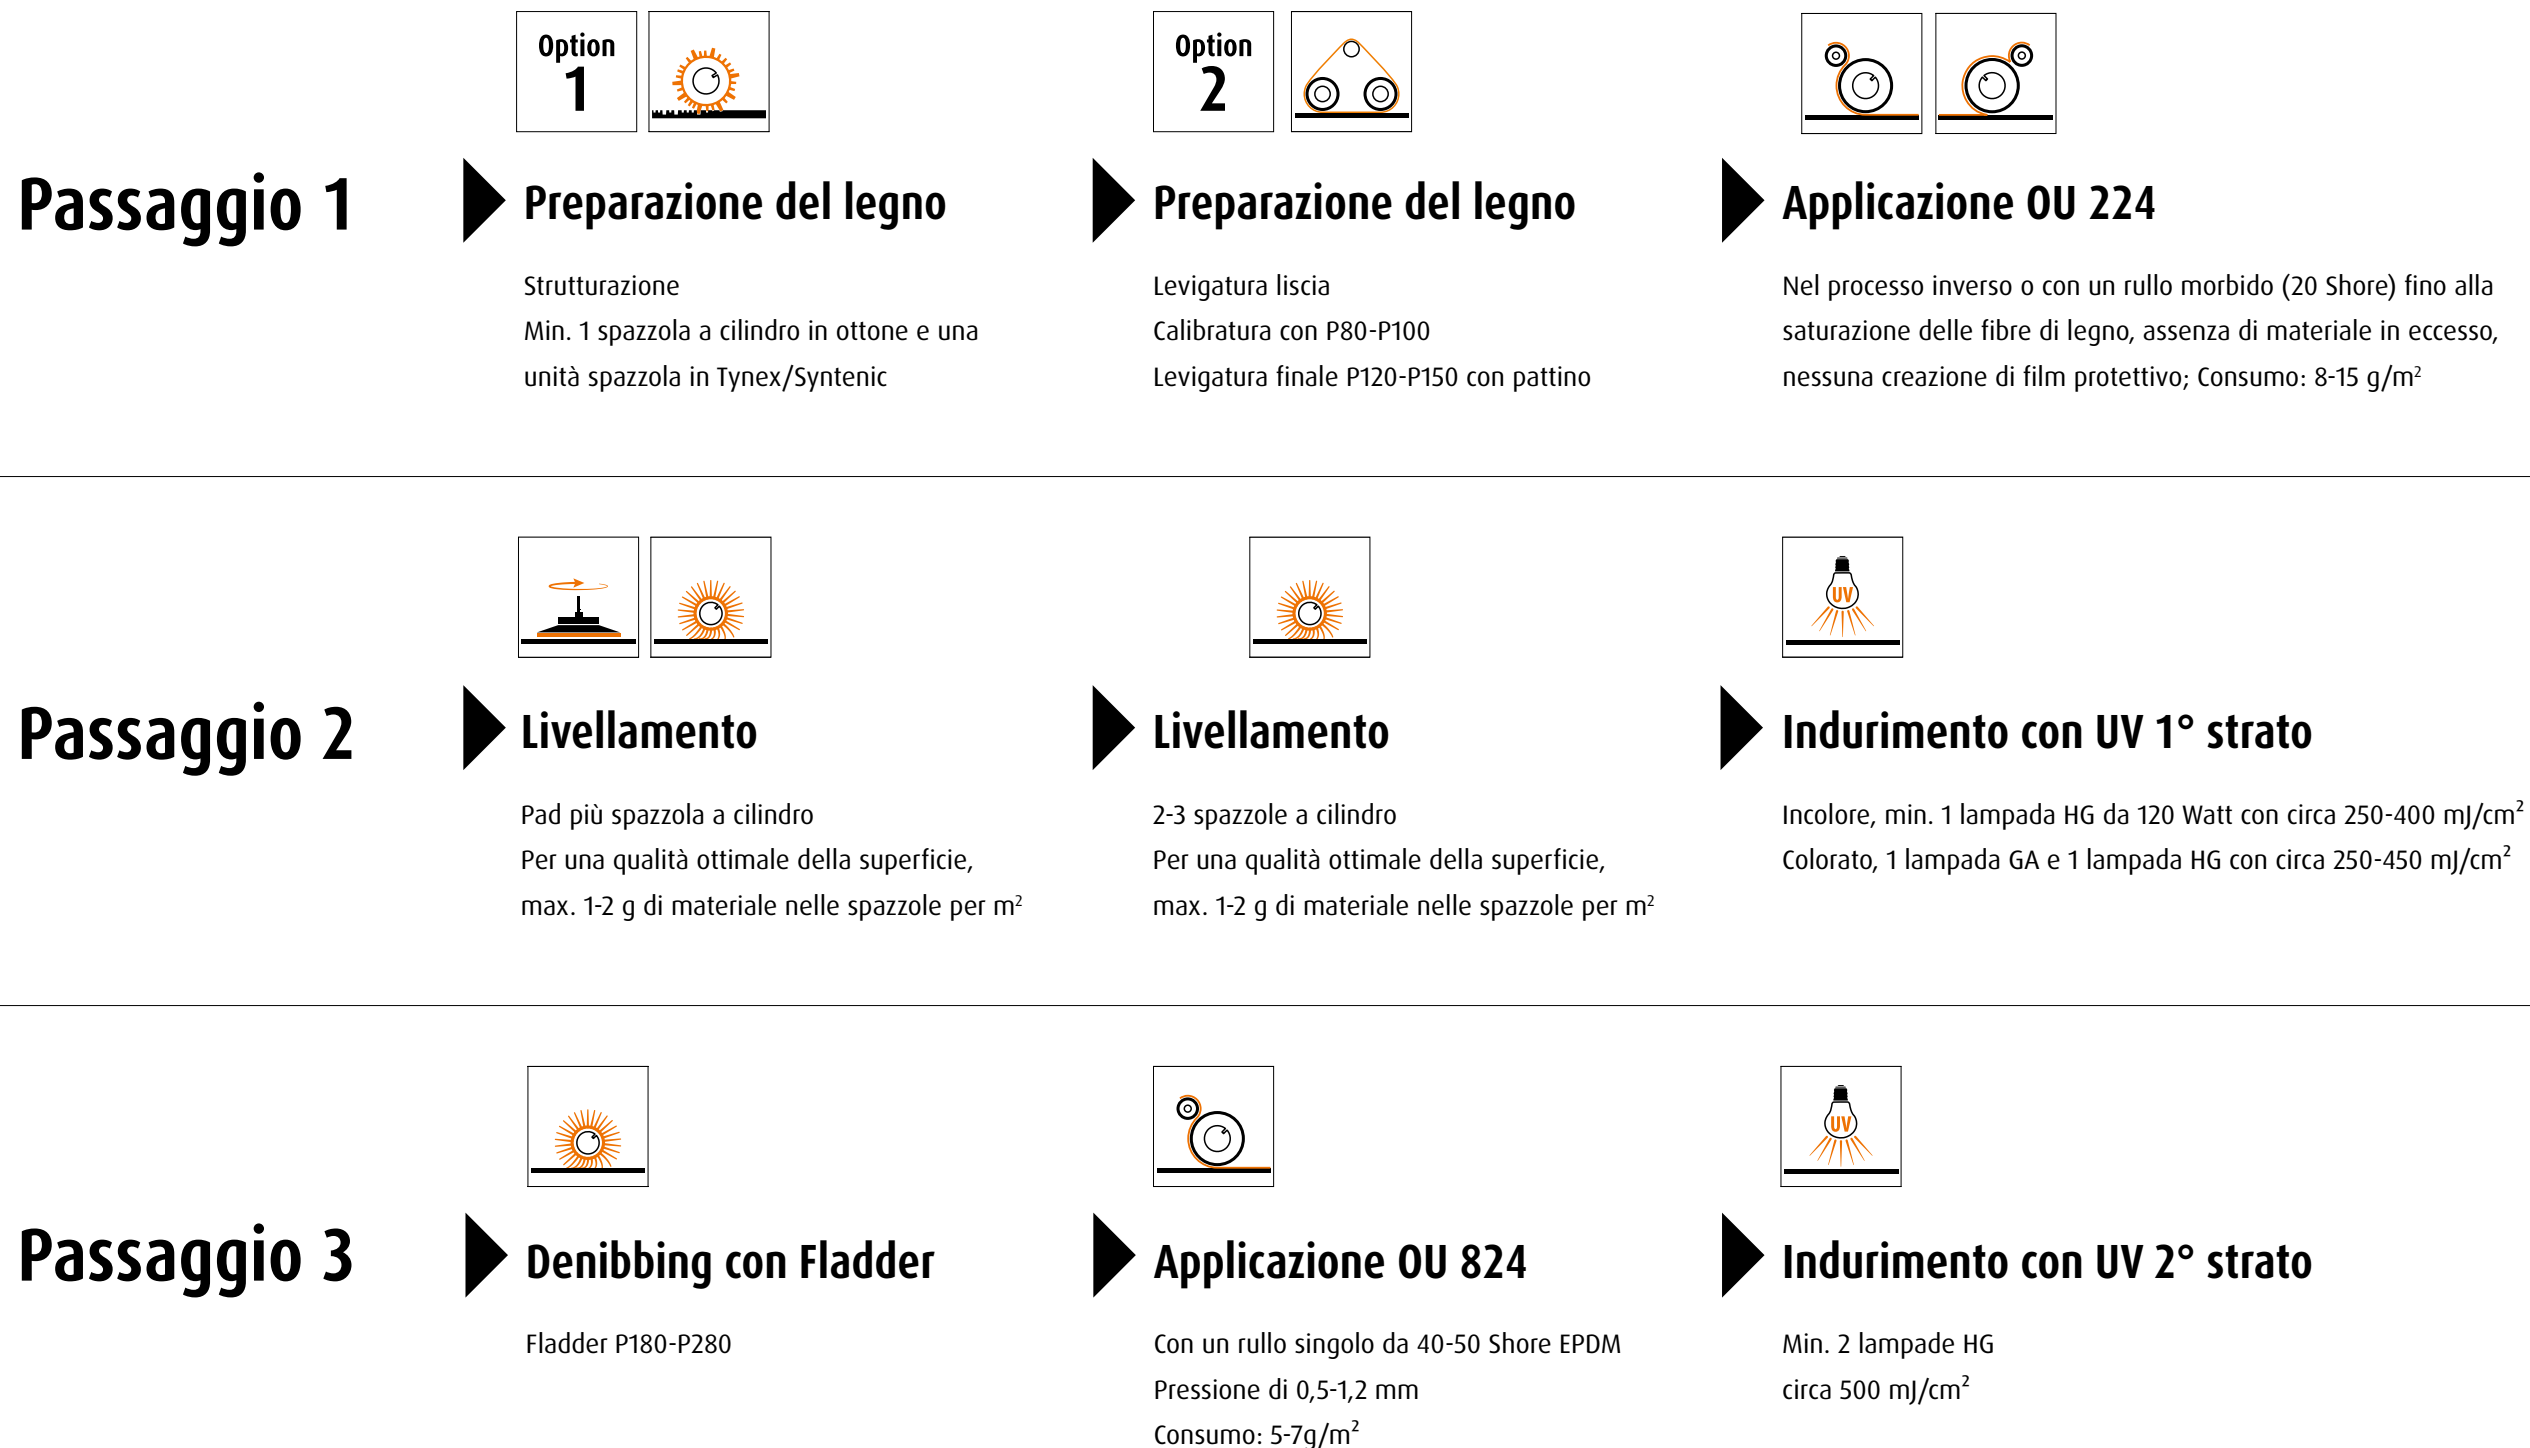 Option
1
Option
2
Passaggio 1
Preparazione del legno
Strutturazione
Min. 1 spazzola a cilindro in ottone e una
unità spazzola in Tynex/Syntenic
Preparazione del legno
Levigatura liscia
Calibratura con P80-P100
Levigatura finale P120-P150 con pattino
Applicazione OU 224
Nel processo inverso o con un rullo morbido (20 Shore) fino alla
saturazione delle fibre di legno, assenza di materiale in eccesso,
nessuna creazione di film protettivo; Consumo: 8-15 g/m²
UV
Passaggio 2
Livellamento
Pad più spazzola a cilindro
Per una qualità ottimale della superficie,
max. 1-2 g di materiale nelle spazzole per m²
Livellamento
2-3 spazzole a cilindro
Per una qualità ottimale della superficie,
max. 1-2 g di materiale nelle spazzole per m²
Indurimento con UV 1° strato
Incolore, min. 1 lampada HG da 120 Watt con circa 250-400 mJ/cm²
Colorato, 1 lampada GA e 1 lampada HG con circa 250-450 mJ/cm²
UV
Passaggio 3
Denibbing con Fladder
Fladder P180-P280
Applicazione OU 824
Con un rullo singolo da 40-50 Shore EPDM
Pressione di 0,5-1,2 mm
Consumo: 5-7g/m²
Indurimento con UV 2° strato
Min. 2 lampade HG
circa 500 mJ/cm²